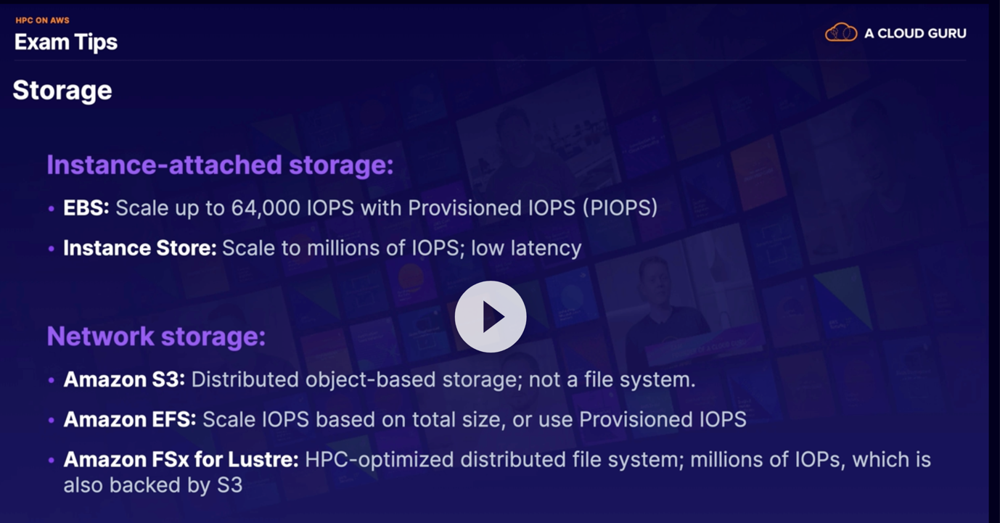 HPC ON AWS
Exam Tips
A CLOUD GURU
Storage
Instance-attached storage:
• EBS: Scale up to 64,000 IOPS with Provisioned IOPS (PIOPS)
• Instance Store: Scale to millions of IOPS; low latency
Network storage:
• Amazon S3: Distributed object-based storage; not a file system.
• Amazon EFS: Scale IOPS based on total size, or use Provisioned IOPS
• Amazon FSx for Lustre: HPC-optimized distributed file system; millions of IOPs, which is
also backed by S3